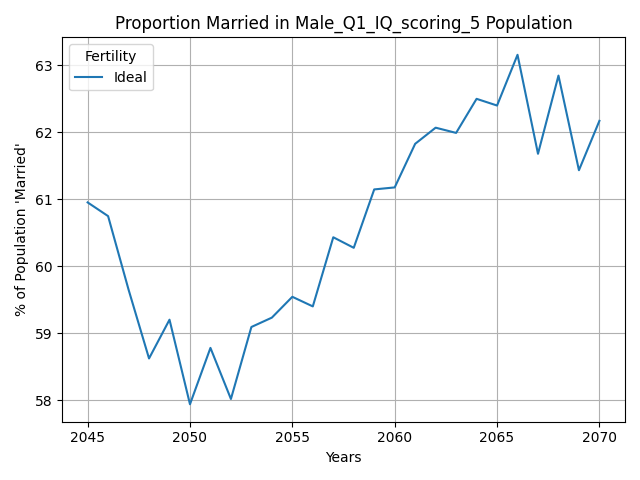 Proportion Married in Male_Q1_IQ_scoring_5 Population
Fertility
Ideal
% of Population 'Married'
63
62
61
60
59
58
2045
2050
2055
2060
2065
2070
Years